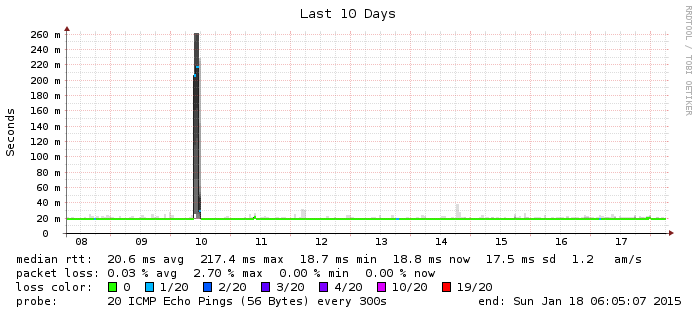 Last 10 Days
RRDTOOL / TOBI OETIKER
Seconds
260 m
240 m
220 m
200 m
180 m
160 m
140 m
120 m
100 m
80 m
60 m
40 m
20 m
0
08 09 10 11 12 13 14 15 16 17
median rtt: 20.6 ms avg 217.4 ms max 18.7 ms min 18.8 ms now 17.5 ms sd 1.2 am/s
packet loss: 0.03 % avg 2.70 % max 0.00 % min 0.00 % now
loss color: 0 1/20 2/20 3/20 4/20 10/20 19/20
probe: 20 ICMP Echo Pings (56 Bytes) every 300s end: Sun Jan 18 06:05:07 2015